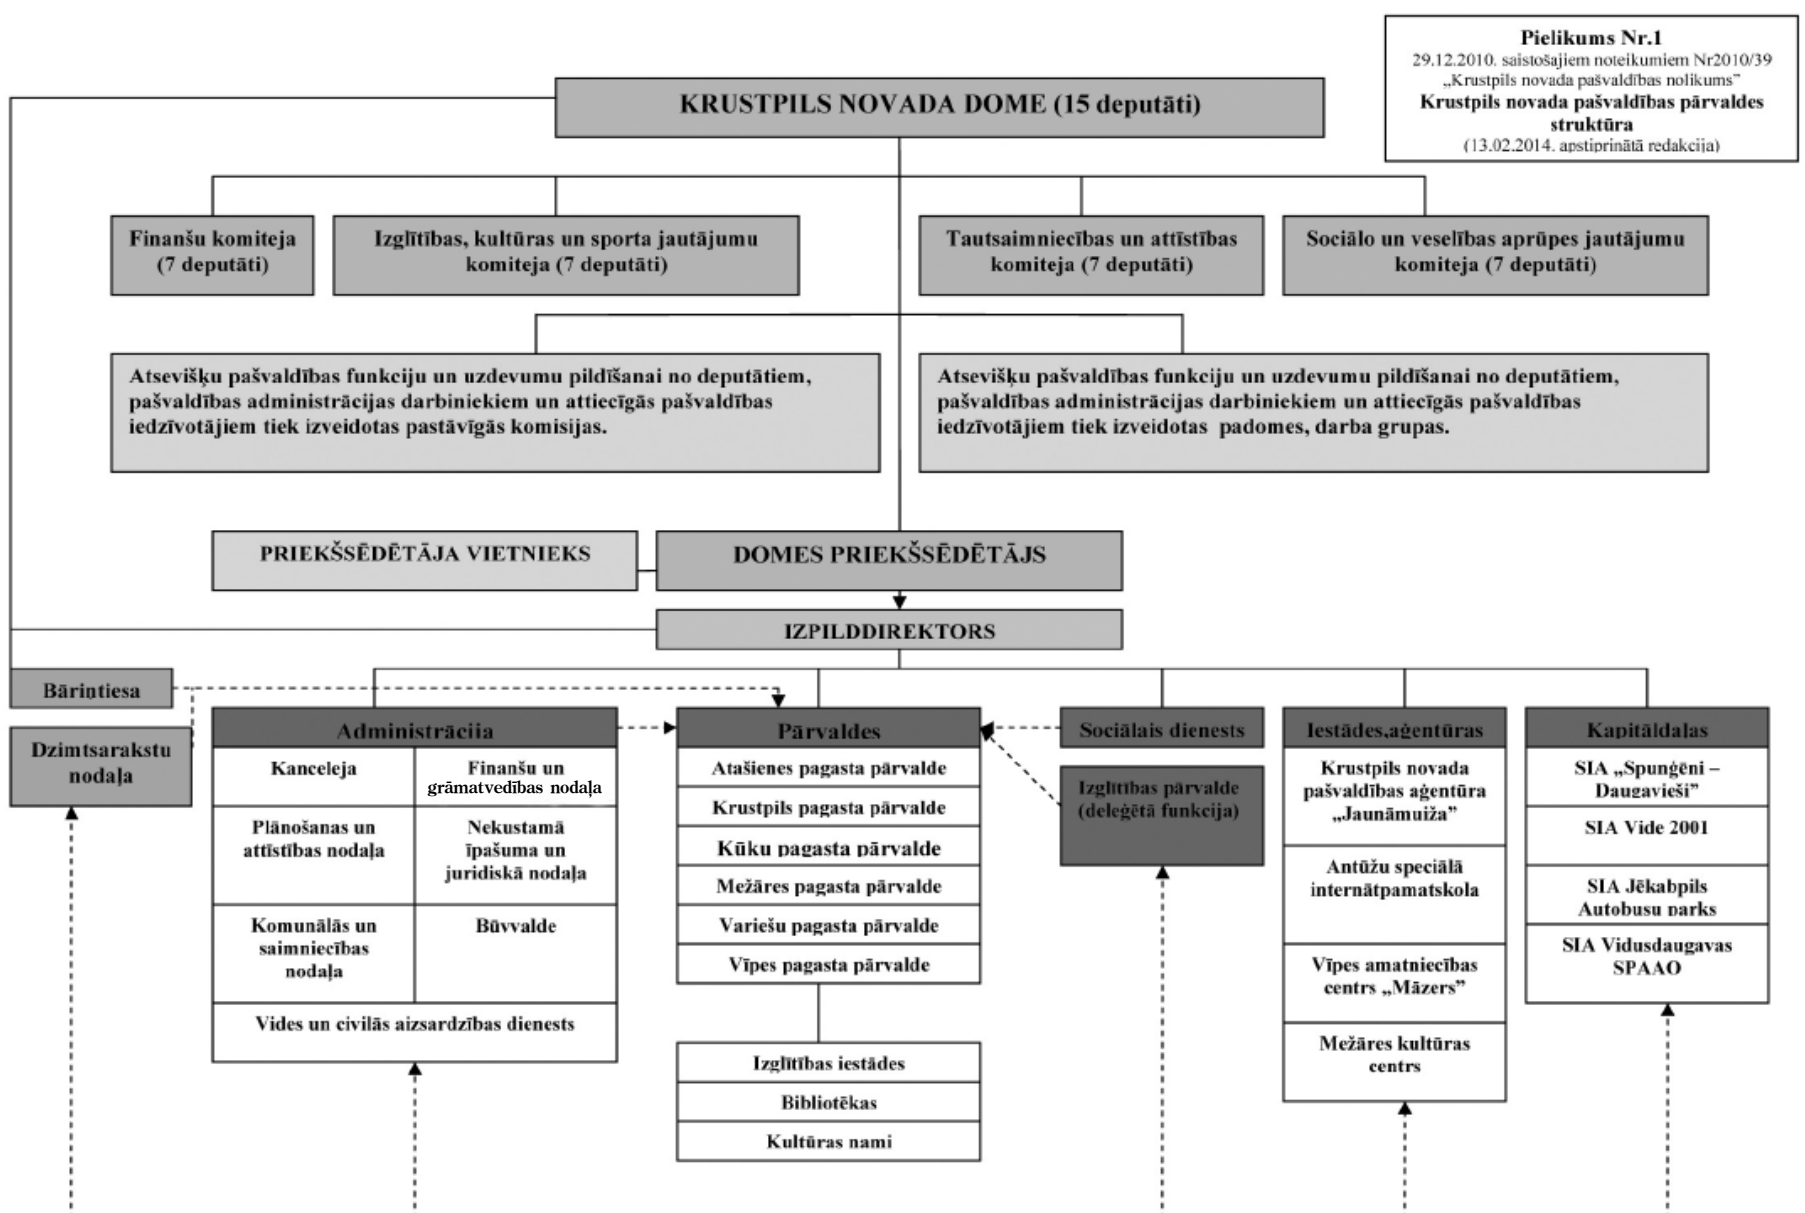 Pielikums Nr.1
29.12.2010. saistošajiem noteikumiem Nr2010/39
„Krustpils novada pašvaldības nolikums”
Krustpils novada pašvaldības pārvaldes
struktūra
(13.02.2014. apstiprinātā redakcija)
KRUSTPILS NOVADA DOME (15 deputāti)
Finanšu komiteja
(7 deputāti)
Izglītības, kultūras un sporta jautājumu
komiteja (7 deputāti)
Tautsaimniecības un attīstības
komiteja (7 deputāti)
Sociālo un veselības aprūpes jautājumu
komiteja (7 deputāti)
Atsevišķu pašvaldības funkciju un uzdevumu pildīšanai no deputātiem,
pašvaldības administrācijas darbiniekiem un attiecīgās pašvaldības
iedzīvotājiem tiek izveidotas pastāvīgās komisijas.
Atsevišķu pašvaldības funkciju un uzdevumu pildīšanai no deputātiem,
pašvaldības administrācijas darbiniekiem un attiecīgās pašvaldības
iedzīvotājiem tiek izveidotas padomes, darba grupas.
PRIEKŠSĒDĒTĀJA VIETNIEKS
DOMES PRIEKŠSĒDĒTĀJS
IZPILDDIREKTORS
Bāriņtiesa
Dzimtsarakstu
nodaļa
Administrācija
Kanceleja
Finanšu un
grāmatvedības nodaļa
Plānošanas un
attīstības nodaļa
Nekustamā
īpašuma un
juridiskā nodaļa
Komunālās un
saimniecības
nodaļa
Būvvalde
Vides un civilās aizsardzības dienests
Pārvaldes
Atašienes pagasta pārvalde
Krustpils pagasta pārvalde
Kūku pagasta pārvalde
Mežāres pagasta pārvalde
Variešu pagasta pārvalde
Vīpes pagasta pārvalde
Izglītības iestādes
Bibliotēkas
Kultūras nami
Sociālais dienests
Izglītības pārvalde
(deleģētā funkcija)
Iestādes,aģentūras
Krustpils novada
pašvaldības aģentūra
„Jaunāmuiža”
Antūžu speciālā
internātpamatskola
Vīpes amatniecības
centrs „Māzers”
Mežāres kultūras
centrs
Kapitāldaļas
SIA „Spunģēni –
Daugavieši”
SIA Vide 2001
SIA Jēkabpils
Autobusu parks
SIA Vidusdaugavas
SPAAO